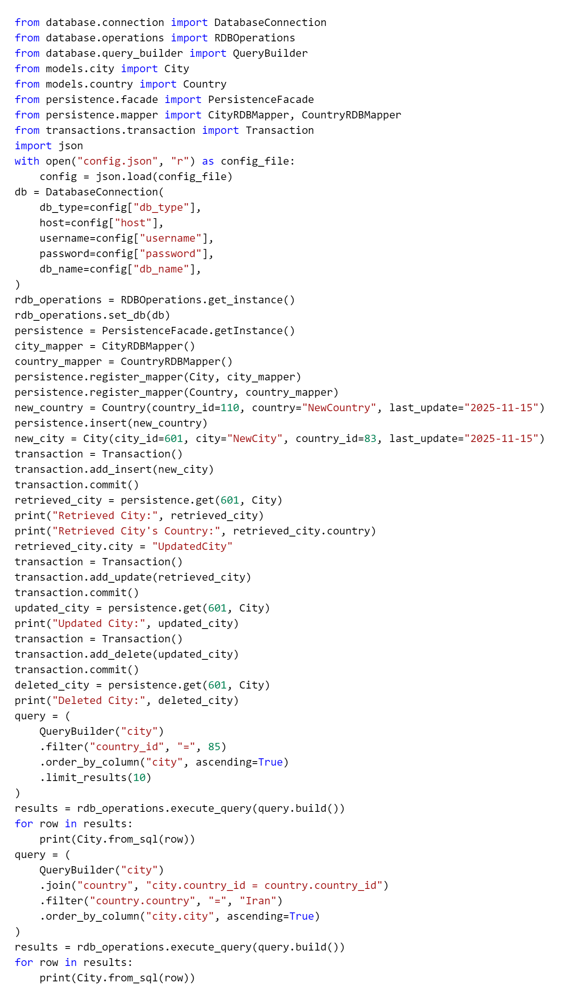 from database.connection import DatabaseConnection
from database.operations import RDBOperations
from database.query_builder import QueryBuilder
from models.city import City
from models.country import Country
from persistence.facade import PersistenceFacade
from persistence.mapper import CityRDBMapper, CountryRDBMapper
from transactions.transaction import Transaction
import json
with open("config.json", "r") as config_file:
    config = json.load(config_file)
db = DatabaseConnection(
    db_type=config["db_type"],
    host=config["host"],
    username=config["username"],
    password=config["password"],
    db_name=config["db_name"],
)
rdb_operations = RDBOperations.get_instance()
rdb_operations.set_db(db)
persistence = PersistenceFacade.getInstance()
city_mapper = CityRDBMapper()
country_mapper = CountryRDBMapper()
persistence.register_mapper(City, city_mapper)
persistence.register_mapper(Country, country_mapper)
new_country = Country(country_id=110, country="NewCountry", last_update="2025-11-15")
persistence.insert(new_country)
new_city = City(city_id=601, city="NewCity", country_id=83, last_update="2025-11-15")
transaction = Transaction()
transaction.add_insert(new_city)
transaction.commit()
retrieved_city = persistence.get(601, City)
print("Retrieved City:", retrieved_city)
print("Retrieved City's Country:", retrieved_city.country)
retrieved_city.city = "UpdatedCity"
transaction = Transaction()
transaction.add_update(retrieved_city)
transaction.commit()
updated_city = persistence.get(601, City)
print("Updated City:", updated_city)
transaction = Transaction()
transaction.add_delete(updated_city)
transaction.commit()
deleted_city = persistence.get(601, City)
print("Deleted City:", deleted_city)
query = (
    QueryBuilder("city")
    .filter("country_id", "=", 85)
    .order_by_column("city", ascending=True)
    .limit_results(10)
)
results = rdb_operations.execute_query(query.build())
for row in results:
    print(City.from_sql(row))
query = (
    QueryBuilder("city")
    .join("country", "city.country_id = country.country_id")
    .filter("country.country", "=", "Iran")
    .order_by_column("city.city", ascending=True)
)
results = rdb_operations.execute_query(query.build())
for row in results:
    print(City.from_sql(row))